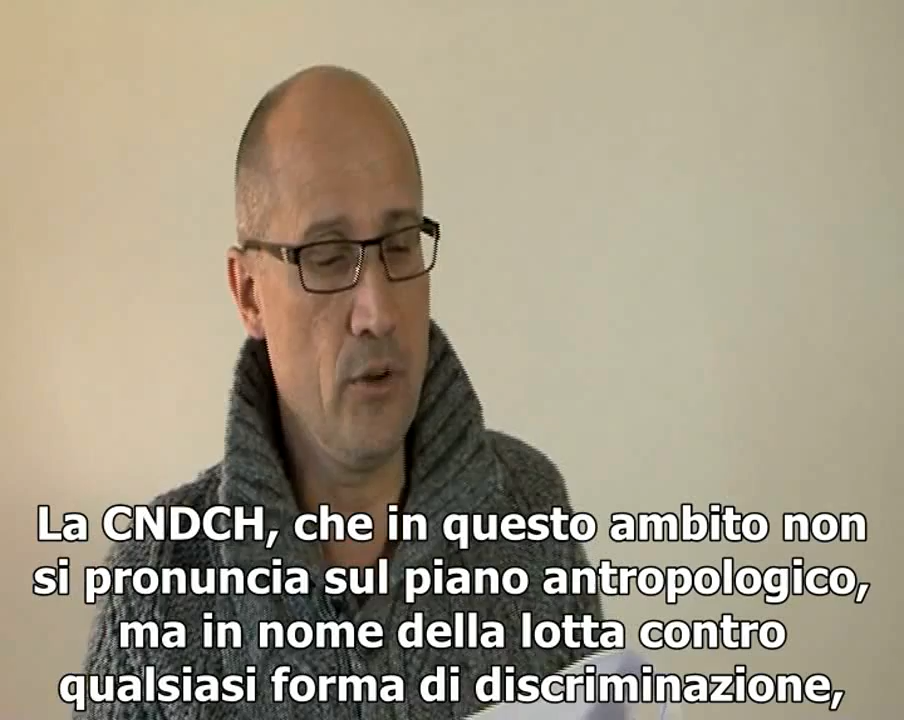 La CNDCH, che in questo ambito non
si pronuncia sul piano antropologico,
ma in nome della lotta contro
qualsiasi forma di discriminazione,